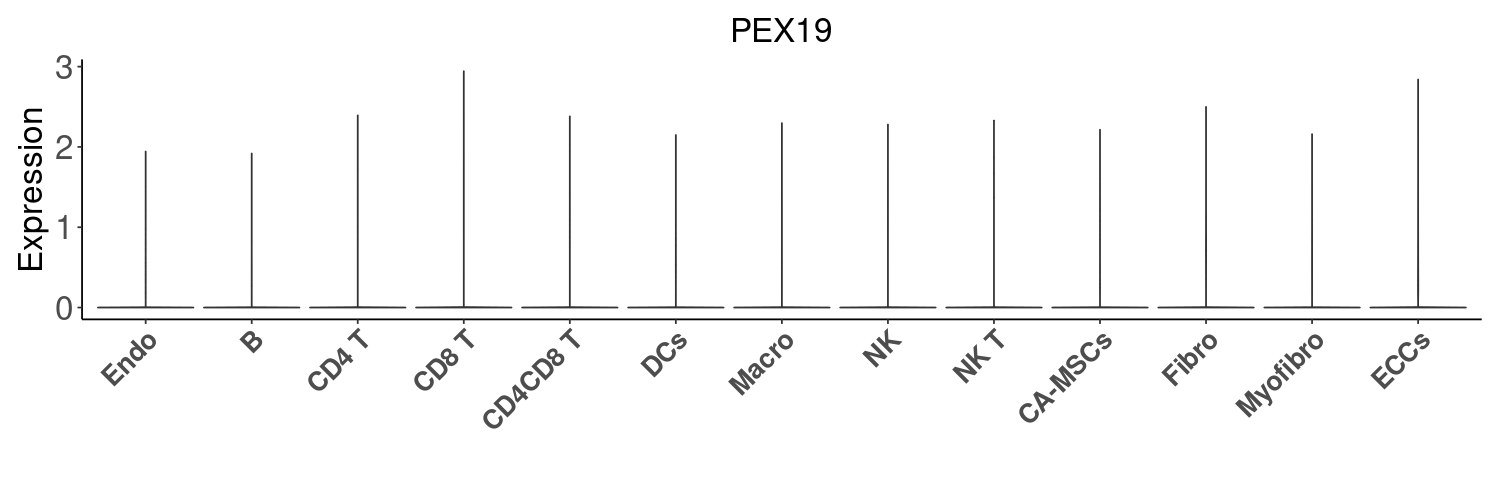 PEX19
Expression
3
2
1
0
Endo
B
CD4 T
CD8 T
CD4CD8 T
DCs
Macro
NK
NK T
CA-MSCs
Fibro
Myofibro
ECCs